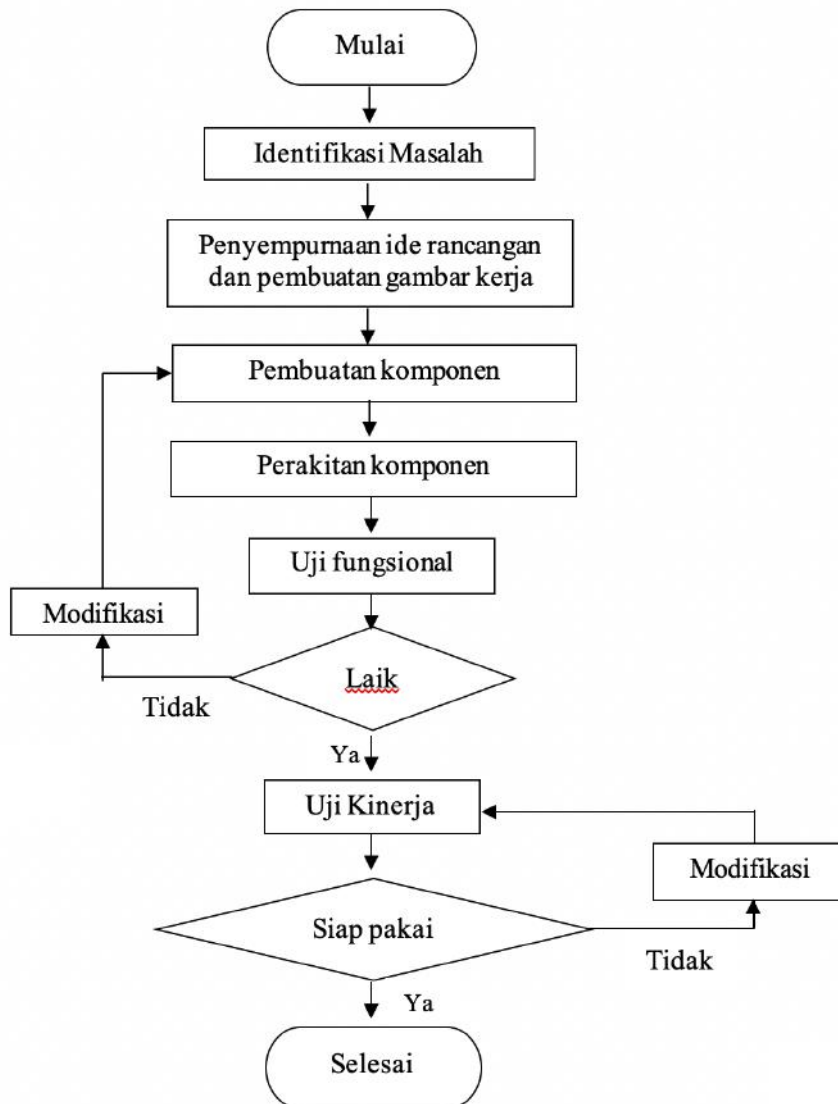 Mulai
Identifikasi Masalah
Penyempurnaan ide rancangan
dan pembuatan gambar kerja
Pembuatan komponen
Perakitan komponen
Uji fungsional
Modifikasi
Laik
Tidak
Ya
Uji Kinerja
Modifikasi
Siap pakai
Tidak
Ya
Selesai